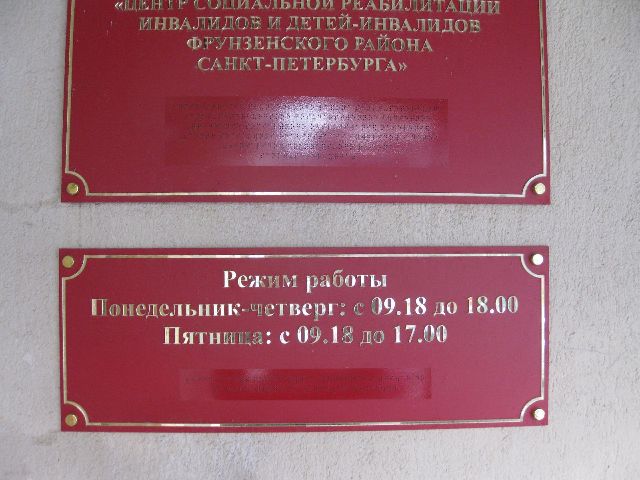 «ЦЕНТР СОЦИАЛЬНОЙ РЕАБИЛИТАЦИИ
ИНВАЛИДОВ И ДЕТЕЙ-ИНВАЛИДОВ
ФРУНЗЕНСКОГО РАЙОНА
САНКТ-ПЕТЕРБУРГА»
Режим работы
Понедельник-четверг: с 09.18 до 18.00
Пятница: с 09.18 до 17.00